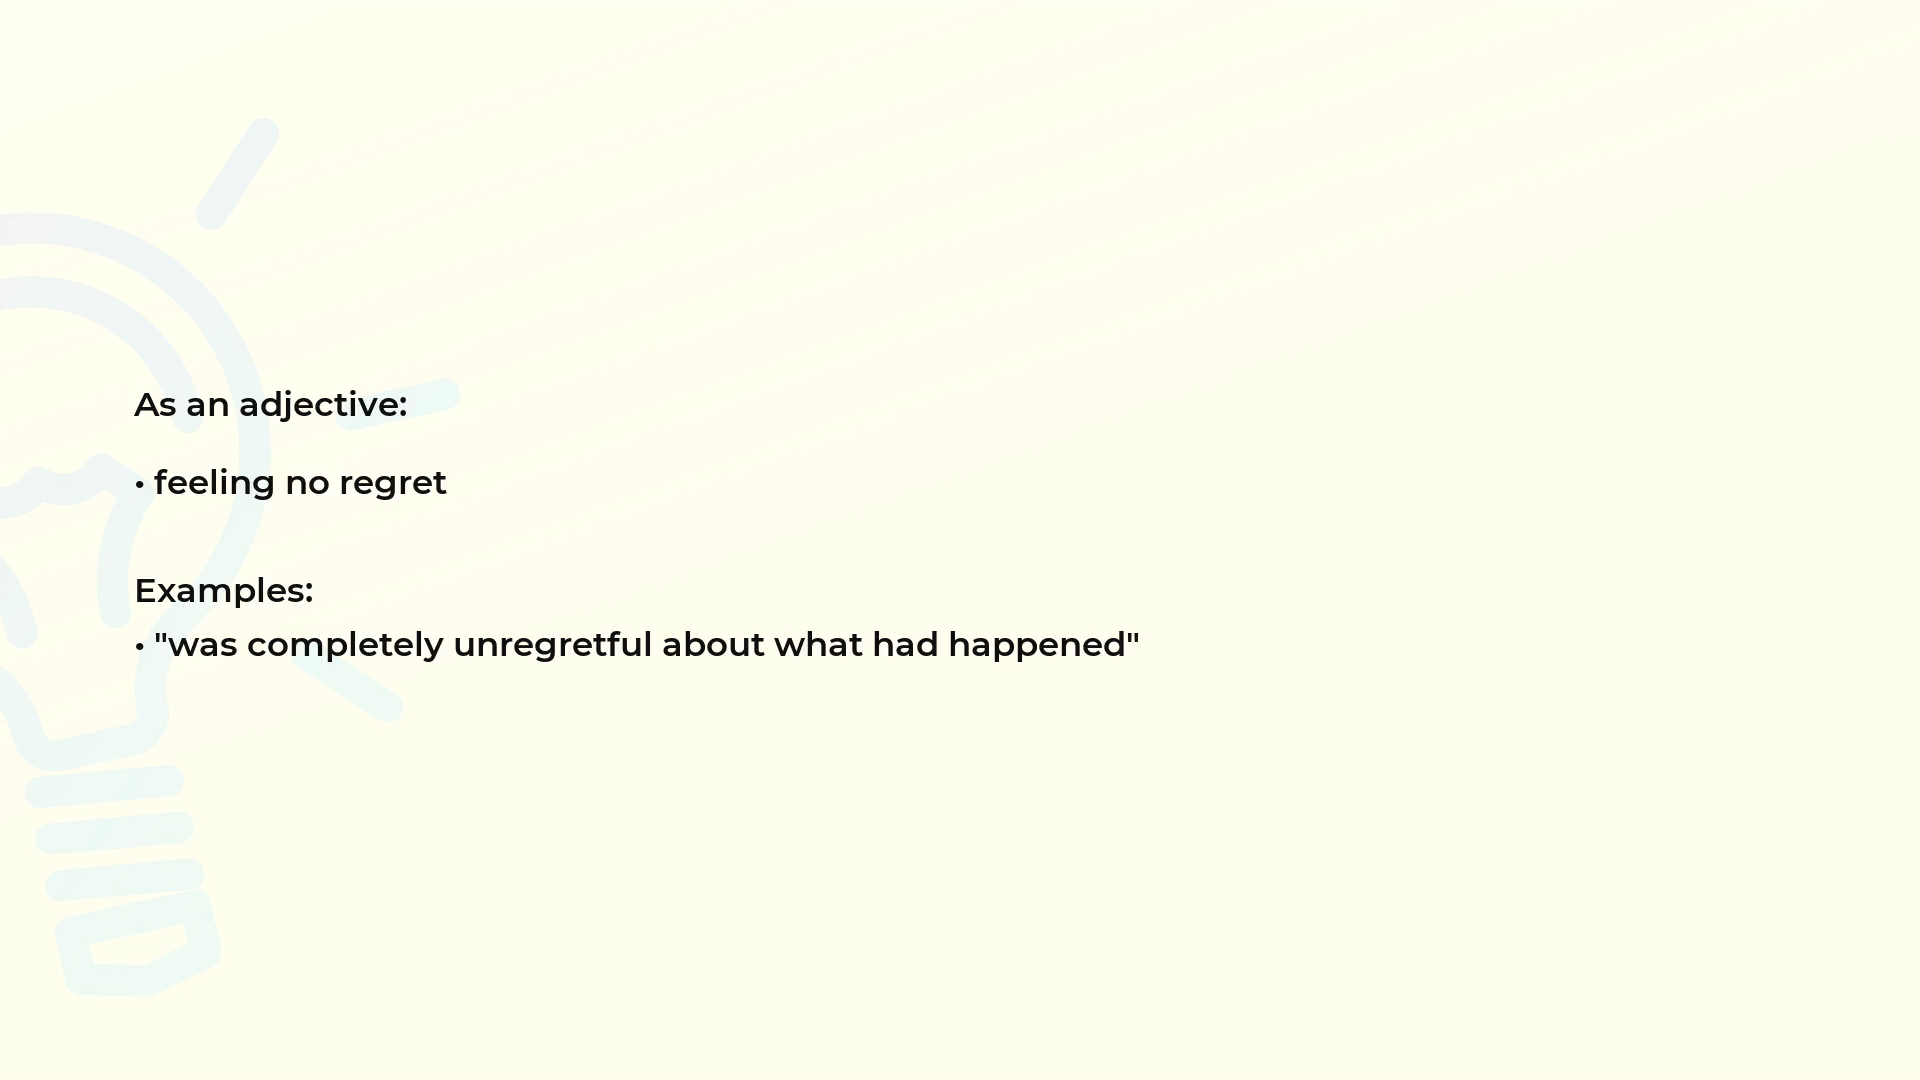 As an adjective:
• feeling no regret
Examples:
• "was completely unregretful about what had happened"